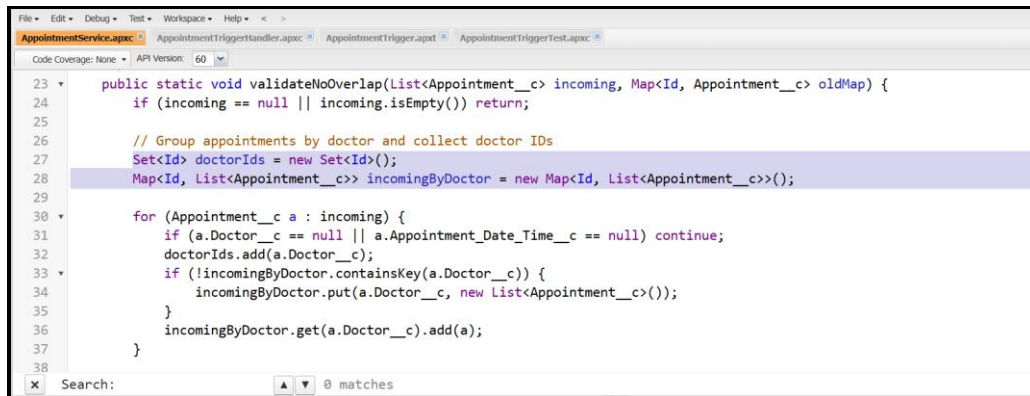 File ▾ Edit ▾ Debug ▾ Test ▾ Workspace ▾ Help ▾ < >
AppointmentService.apxc AppointmentTriggerHandler.apxc AppointmentTrigger.apxt AppointmentTriggerTest.apxc
Code Coverage: None ▾ API Version: 60
23 ▾ public static void validateNoOverlap(List<Appointment__c> incoming, Map<Id, Appointment__c> oldMap) {
24 if (incoming == null || incoming.isEmpty()) return;
25
26 // Group appointments by doctor and collect doctor IDs
27 Set<Id> doctorIds = new Set<Id>();
28 Map<Id, List<Appointment__c>> incomingByDoctor = new Map<Id, List<Appointment__c>>();
29
30 ▾ for (Appointment__c a : incoming) {
31 if (a.Doctor__c == null || a.Appointment_Date_Time__c == null) continue;
32 doctorIds.add(a.Doctor__c);
33 ▾ if (!incomingByDoctor.containsKey(a.Doctor__c)) {
34 incomingByDoctor.put(a.Doctor__c, new List<Appointment__c>());
35 }
36 incomingByDoctor.get(a.Doctor__c).add(a);
37 }
38
x Search: ▲ ▼ 0 matches